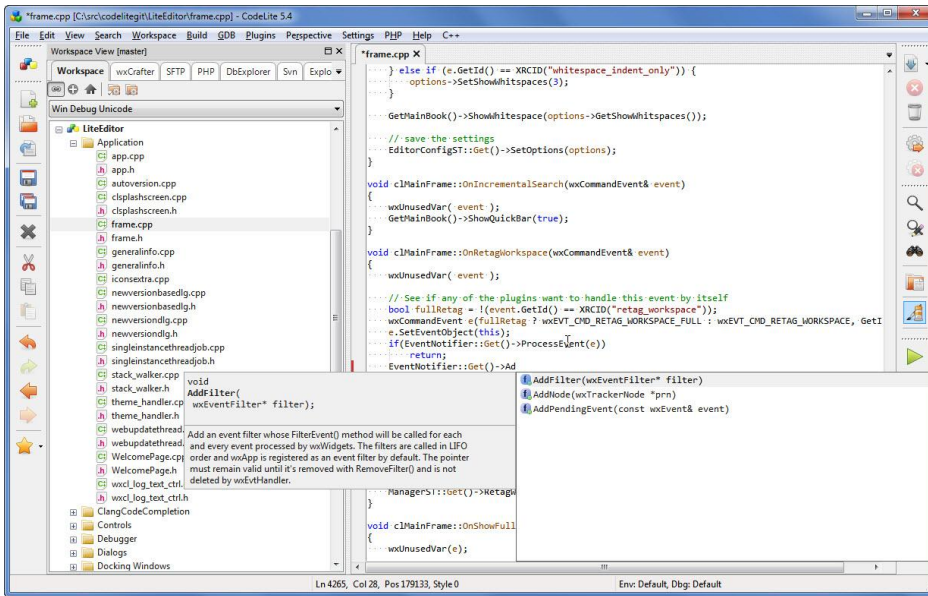 *frame.cpp [C:\src\codelitegit\LiteEditor\frame.cpp] - CodeLite 5.4
File Edit View Search Workspace Build GDB Plugins Perspective Settings PHP Help C++
Workspace View [master]
Workspace wxCrafter SFTP PHP DbExplorer Svn Explo
Win Debug Unicode
LiteEditor
Application
app.cpp
app.h
autoversion.cpp
clsplashscreen.cpp
clsplashscreen.h
frame.cpp
frame.h
generalinfo.cpp
generalinfo.h
iconsextra.cpp
newversionbasedlg.cpp
newversionbasedlg.h
newversiondlg.cpp
newversiondlg.h
singleinstancethreadjob.cpp
singleinstancethreadjob.h
stack_walker.cpp
stack_walker.h
theme_handler.cp
theme_handler.h
webupdatethread.
webupdatethread.
WelcomePage.cpp
WelcomePage.h
wxcl_log_text_ctrl.
wxcl_log_text_ctrl.h
ClangCodeCompletion
Controls
Debugger
Dialogs
Docking Windows
*frame.cpp
} else if (e.GetId() == XRCID("whitespace_indent_only")) {
options->SetShowWhitspaces(3);
}
GetMainBook()->ShowWhitespace(options->GetShowWhitspaces());
// save the settings
EditorConfigST::Get()->SetOptions(options);
}
void clMainFrame::OnIncrementalSearch(wxCommandEvent& event)
{
wxUnusedVar( event );
GetMainBook()->ShowQuickBar(true);
}
void clMainFrame::OnRetagWorkspace(wxCommandEvent& event)
{
wxUnusedVar( event );
// See if any of the plugins want to handle this event by itself
bool fullRetag = !(event.GetId() == XRCID("retag_workspace"));
wxCommandEvent e(fullRetag ? wxEVT_CMD_RETAG_WORKSPACE_FULL : wxEVT_CMD_RETAG_WORKSPACE, GetI
e.SetEventObject(this);
if(EventNotifier::Get()->ProcessEvent(e))
return;
EventNotifier::Get()->Ad
void
AddFilter(
wxEventFilter* filter);
Add an event filter whose FilterEvent() method will be called for each
and every event processed by wxWidgets. The filters are called in LIFO
order and wxApp is registered as an event filter by default. The pointer
must remain valid until it's removed with RemoveFilter() and is not
deleted by wxEvtHandler.
AddFilter(wxEventFilter* filter)
AddNode(wxTrackerNode *prn)
AddPendingEvent(const wxEvent& event)
ManagerST::Get()->RetagW
}
void clMainFrame::OnShowFull
{
wxUnusedVar(e);
Ln 4265, Col 28, Pos 179133, Style 0
Env: Default, Dbg: Default